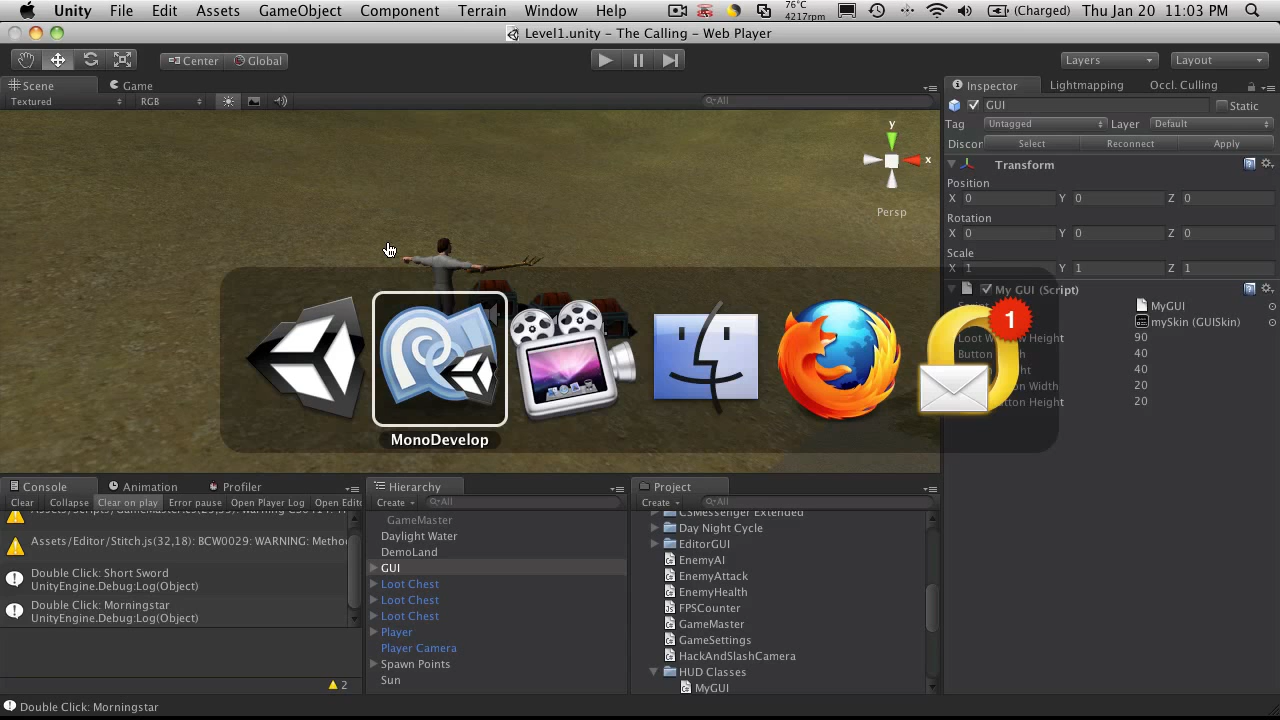 Unity File Edit Assets GameObject Component Terrain Window Help 76°C 4217rpm (Charged) Thu Jan 20 11:03 PM
Level1.unity – The Calling – Web Player
Center Global Layers Layout
Scene Game
Textured RGB All
y
x
Persp
Inspector Lightmapping Occl. Culling
GUI Static
Tag Untagged Layer Default
Select Reconnect Apply
Transform
Position
X 0 Y 0 Z 0
Rotation
X 0 Y 0 Z 0
Scale
X 1 Y 1 Z 1
My GUI (Script)
MyGUI
mySkin (GUISkin)
Loot Window Height 90
40
40
20
20
1
MonoDevelop
Console Animation Profiler
Clear Collapse Clear on play Error pause Open Player Log Open Edito
Assets/Editor/Stitch.js(32,18): BCW0029: WARNING: Metho
Double Click: Short Sword
UnityEngine.Debug:Log(Object)
Double Click: Morningstar
UnityEngine.Debug:Log(Object)
2
Double Click: Morningstar
Hierarchy
Create All
GameMaster
Daylight Water
DemoLand
GUI
Loot Chest
Loot Chest
Loot Chest
Player
Player Camera
Spawn Points
Sun
Project
Create All
CSMessenger Extended
Day Night Cycle
EditorGUI
EnemyAI
EnemyAttack
EnemyHealth
FPSCounter
GameMaster
GameSettings
HackAndSlashCamera
HUD Classes
MyGUI